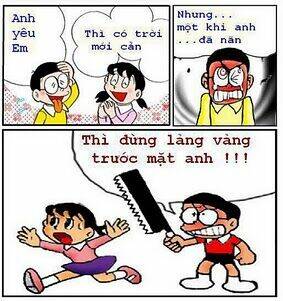 Anh
yêu
Em
Thì có trời
mới cản
Nhưng...
một khi anh
...đã nản
Thì đừng lảng vảng
trước mặt anh !!!